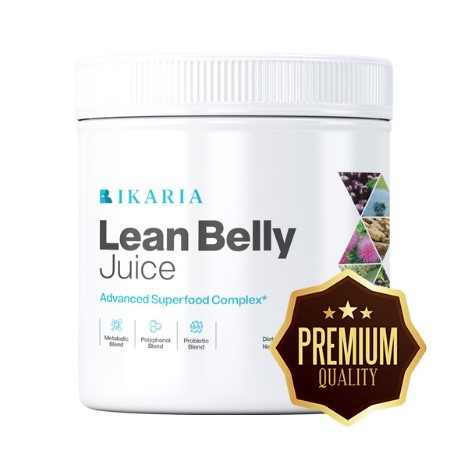 IKARIA
Lean Belly
Juice
Advanced Superfood Complex*
Metabolic
Blend
Polyphenol
Blend
Probiotic
Blend
PREMIUM
QUALITY